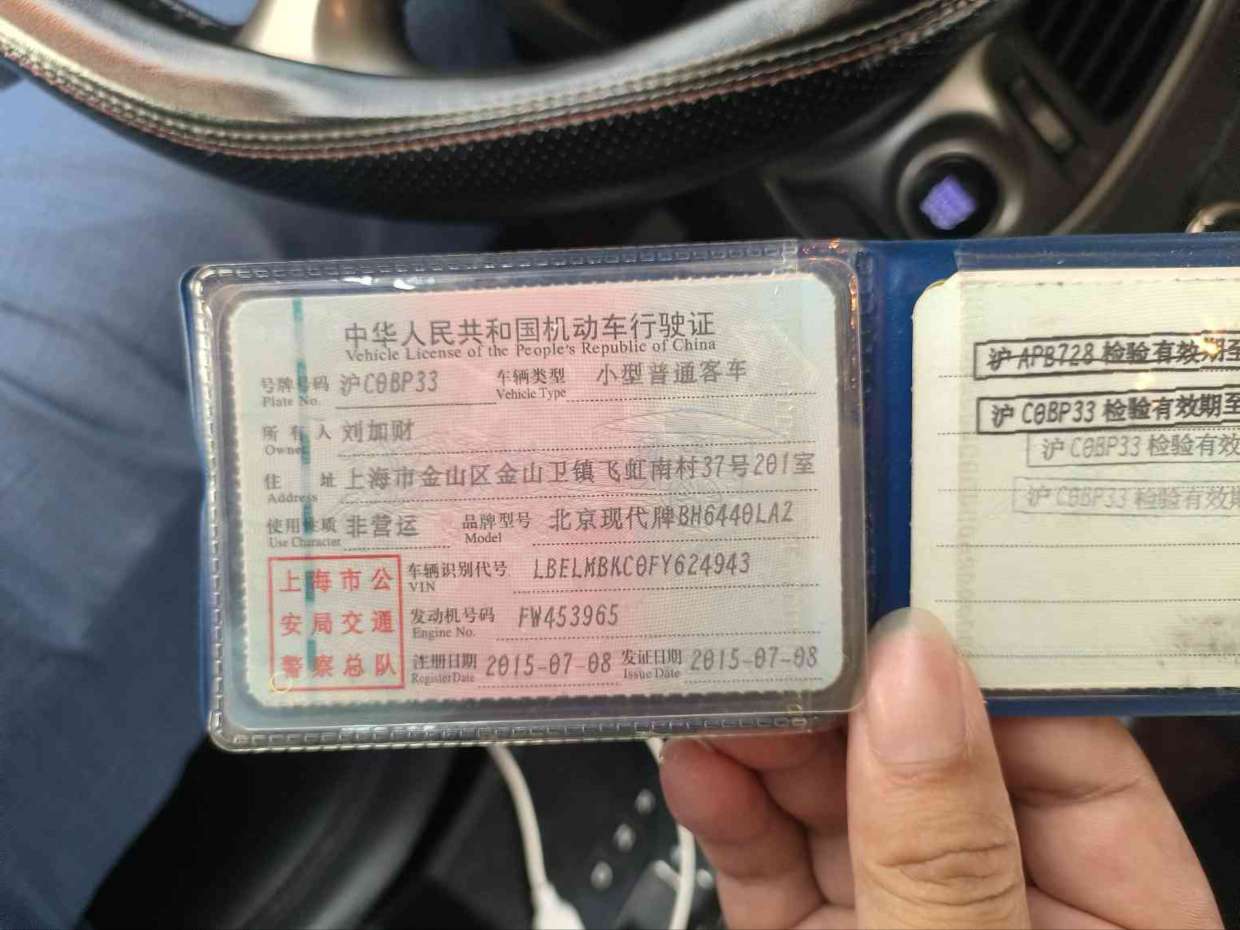 中华人民共和国机动车行驶证
Vehicle License of the People's Republic of China
号牌号码 沪C0BP33 车辆类型 小型普通客车
Plate No. Vehicle Type
所有人 刘加财
Owner
住址 上海市金山区金山卫镇飞虹南村37号201室
Address
使用性质 非营运 品牌型号 北京现代牌BH6440LAZ
Use Character Model
上海市公
安局交通
警察总队
车辆识别代号 LBELMBKC0FY624943
VIN
发动机号码 FW453965
Engine No.
注册日期 2015-07-08 发证日期 2015-07-08
Register Date Issue Date
沪APB728检验有效期至
沪C0BP33检验有效期至
沪C0BP33检验有效
沪C0BP33检验有效期